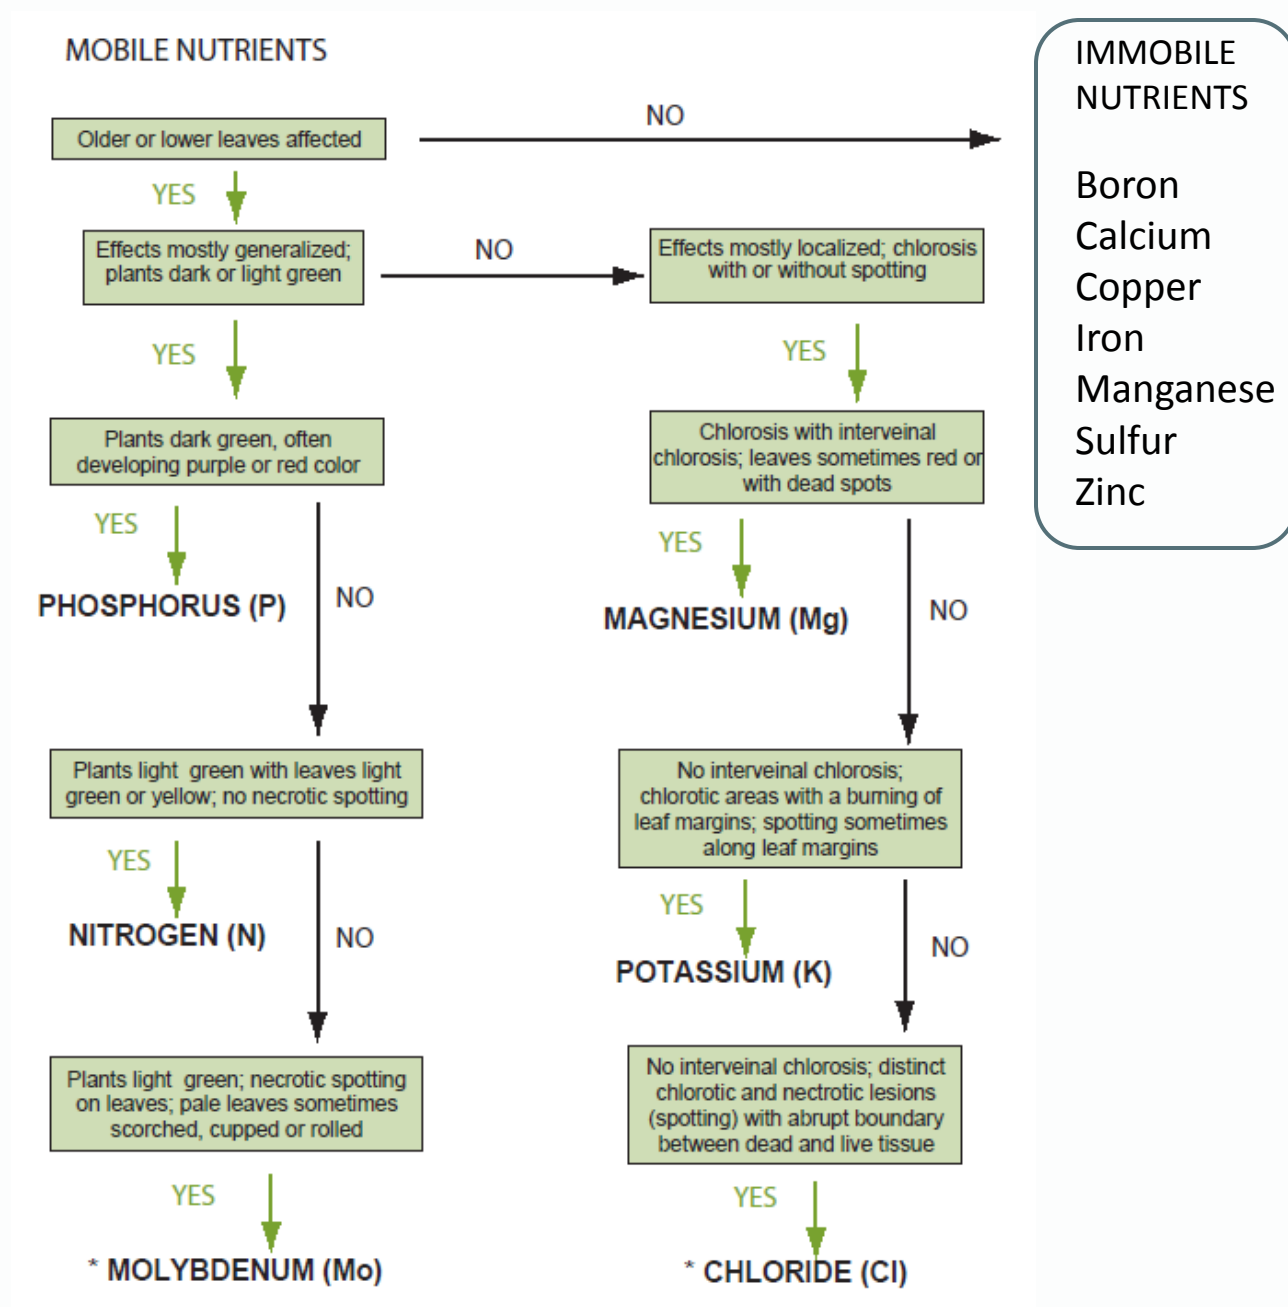 MOBILE NUTRIENTS
Older or lower leaves affected
NO
YES
Effects mostly generalized;
plants dark or light green
NO
Effects mostly localized; chlorosis
with or without spotting
YES
YES
Plants dark green, often
developing purple or red color
Chlorosis with interveinal
chlorosis; leaves sometimes red or
with dead spots
YES
PHOSPHORUS (P)
NO
YES
MAGNESIUM (Mg)
NO
Plants light green with leaves light
green or yellow; no necrotic spotting
No interveinal chlorosis;
chlorotic areas with a burning of
leaf margins; spotting sometimes
along leaf margins
YES
NITROGEN (N)
NO
YES
POTASSIUM (K)
NO
Plants light green; necrotic spotting
on leaves; pale leaves sometimes
scorched, cupped or rolled
No interveinal chlorosis; distinct
chlorotic and nectrotic lesions
(spotting) with abrupt boundary
between dead and live tissue
YES
* MOLYBDENUM (Mo)
YES
* CHLORIDE (Cl)
IMMOBILE
NUTRIENTS
Boron
Calcium
Copper
Iron
Manganese
Sulfur
Zinc